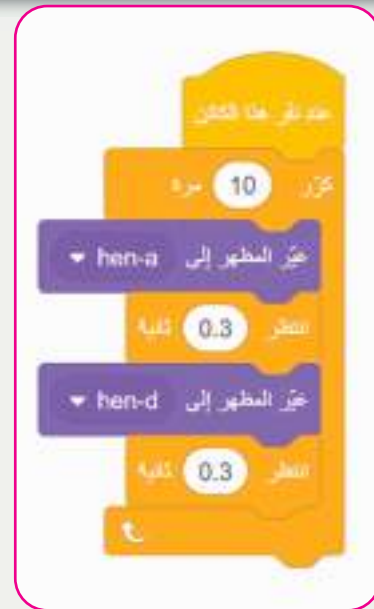 عند نقر هذا الكائن
كرّر 10 مرة
غيّر المظهر إلى hen-a
انتظر 0.3 ثانية
غيّر المظهر إلى hen-d
انتظر 0.3 ثانية